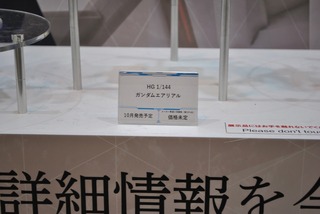 HG 1/144
ガンダムエアリアル
10月発売予定
価格未定
Please don't tou
詳細情報を今